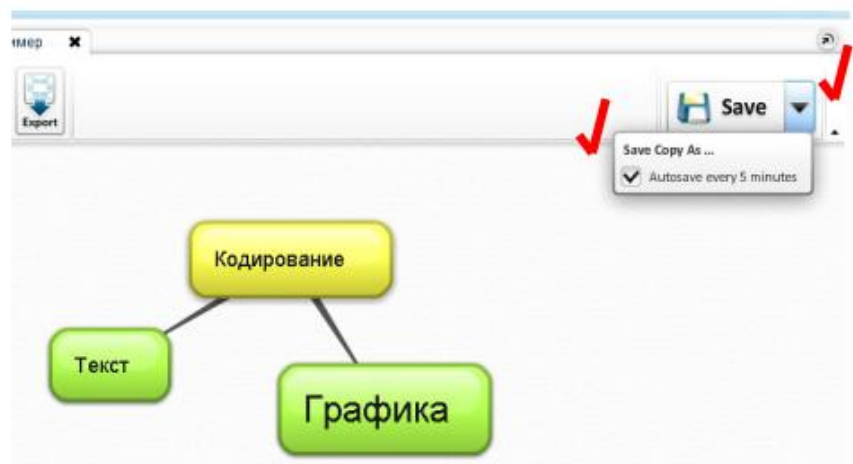 имер
Export
Save
Save Copy As ...
Autosave every 5 minutes
Кодирование
Текст
Графика